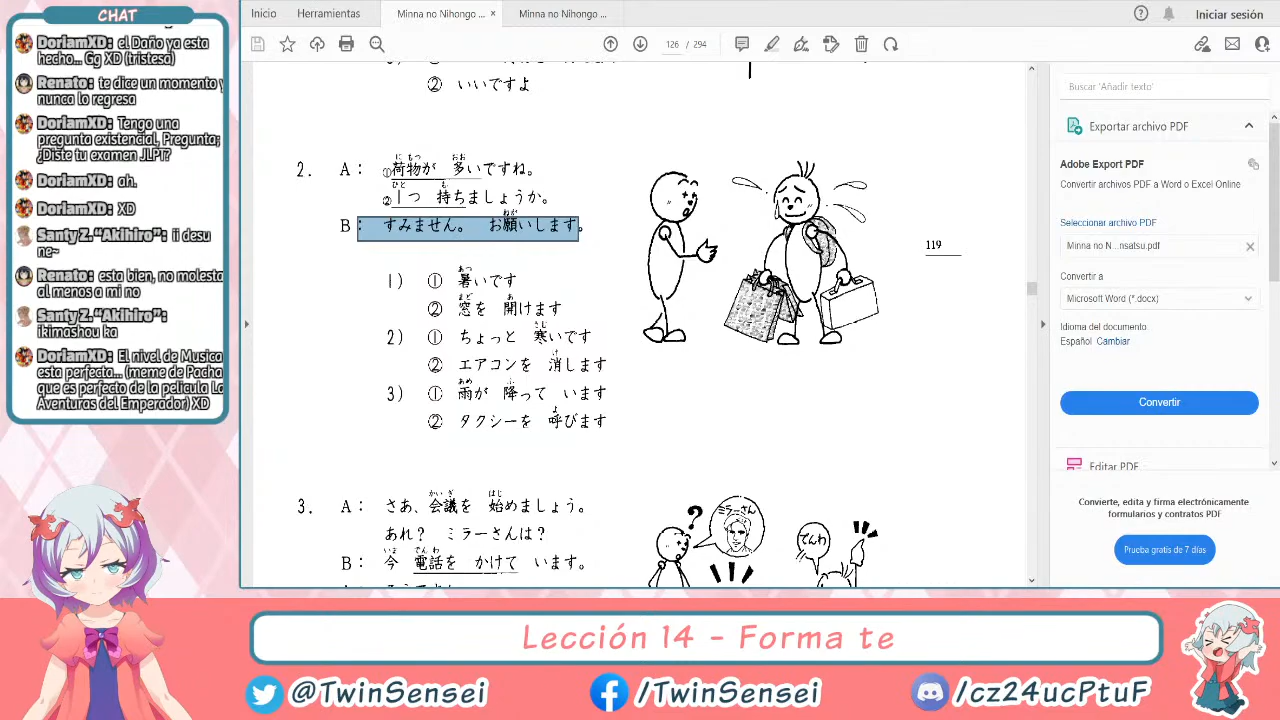 CHAT
DorlamXD: el Daño ya esta
hecho... Gg XD (tristesa)
Renato: te dice un momento y
nunca lo regresa
DorlamXD: Tengo una
pregunta existencial, Pregunta;
¿Diste tu examen JLPT?
DorlamXD: ah.
DorlamXD: XD
Santy Z. "Akihiro": ii desu
ne~
Renato: esta bien, no molesta
al menos a mi no
Santy Z. "Akihiro":
ikimashou ka
DorlamXD: El nivel de Musica
esta perfecto... (meme de Pacha
que es perfecto de la pelicula La
Aventuras del Emperador) XD
Inicio Herramientas Minna no Nihongo ... × Minna no Nihongo ... Iniciar sesión
126 / 294
② いいですよ
2. A: ①荷物が 多いですね。
②1つ 持ちましょうか。
B: すみません。 お願いします。
1) ① 暑いです
② 窓を 開けます
2) ① ちょっと 寒いです
② エアコンを 消します
3) ① 雨が 降って います
② タクシーを 呼びます
119
3. A: さあ、会議を 始めましょう。
あれ? ミラーさんは?
B: 今 電話を かけて います。
ミラーさん
でんわ
Buscar 'Añadir texto'
Exportar archivo PDF
Adobe Export PDF
Convertir archivos PDF a Word o Excel Online
Seleccionar archivo PDF
Minna no N...nsatsu.pdf
Convertir a
Microsoft Word (*.docx)
Idioma del documento:
Español Cambiar
Convertir
Editar PDF
Convierte, edita y firma electrónicamente
formularios y contratos PDF
Prueba gratis de 7 días
Lección 14 - Forma te
@TwinSensei /TwinSensei /cz24ucPtuF